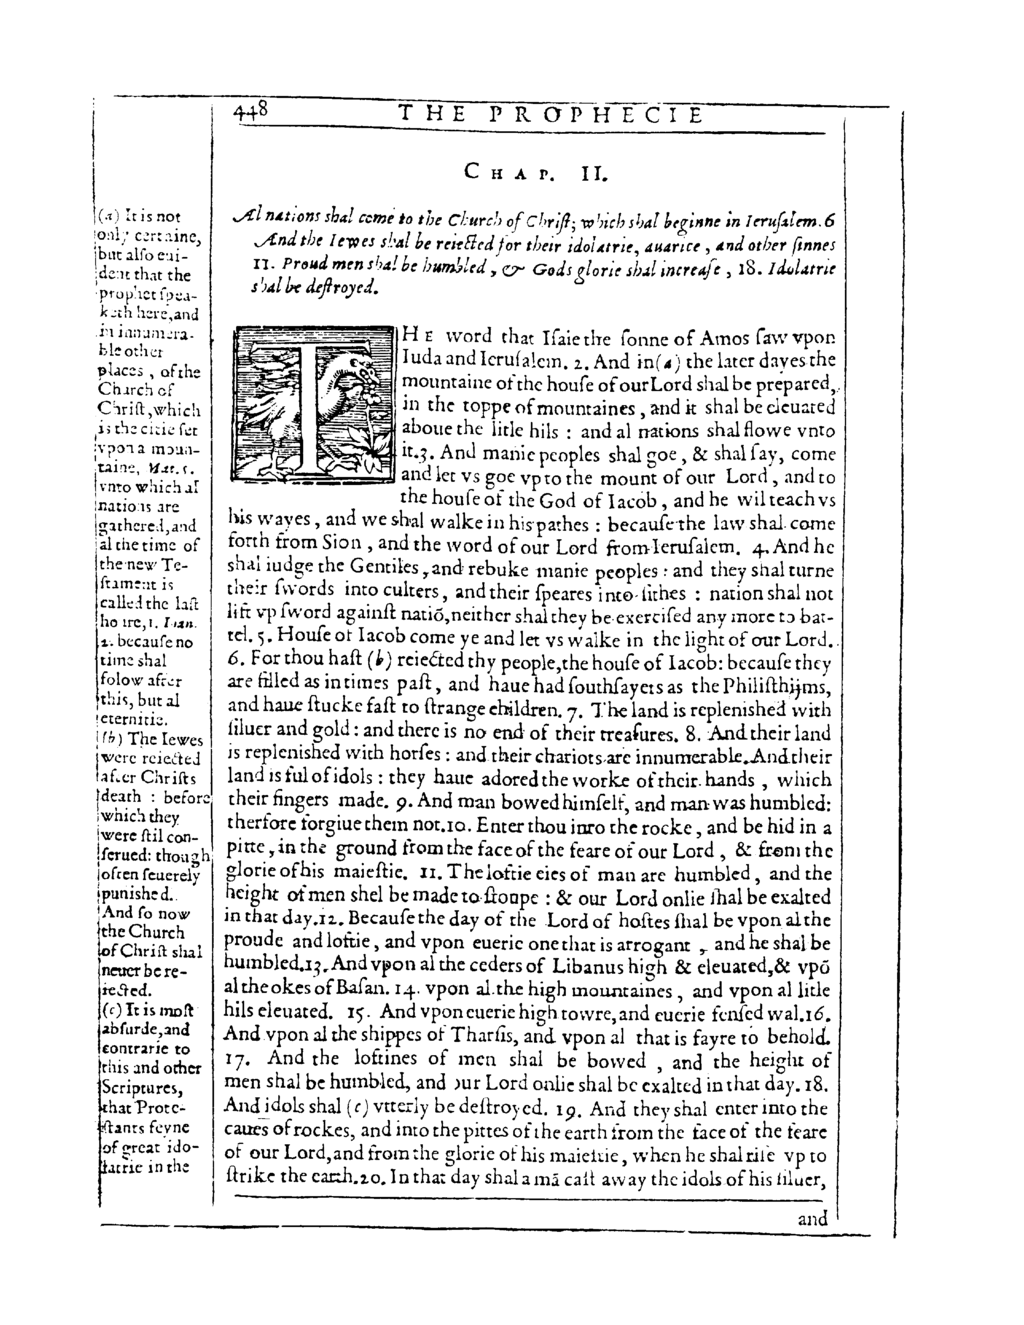 448 THE PROPHECIE
CHAP. II.
Al nations shal come to the Church of Chriſt; which shal beginne in Ieruſalem. 6
And the Iewes shal be reiected for their idolatrie, auarice, and other ſinnes
11. Proud men shal be humbled, & Gods glorie shal increaſe, 18. Idolatrie
shal be deſtroyed.
THE word that Iſaie the ſonne of Amos ſaw vpon
Iuda and Ieruſalem. 2. And in (a) the later dayes the
mountaine of the houſe of our Lord shal be prepared,
in the toppe of mountaines, and it shal be eleuated
aboue the litle hils : and al nations shal flowe vnto
it. 3. And manie peoples shal goe, & shal ſay, come
and let vs goe vp to the mount of our Lord, and to
the houſe of the God of Iacob, and he wil teach vs
his wayes, and we shal walke in his pathes : becauſe the law shal come
forth from Sion, and the word of our Lord from Ieruſalem. 4. And he
shal iudge the Gentiles, and rebuke manie peoples : and they shal turne
their ſwords into culters, and their ſpeares into ſithes : nation shal not
lift vp ſword againſt natiõ, neither shal they be exerciſed any more to bat-
tel. 5. Houſe of Iacob come ye and let vs walke in the light of our Lord.
6. For thou haſt (b) reiected thy people, the houſe of Iacob: becauſe they
are filled as in times paſt, and haue had ſouthſayers as the Philiſthijms,
and haue ſtucke faſt to ſtrange children. 7. The land is replenished with
ſiluer and gold : and there is no end of their treaſures. 8. And their land
is replenished with horſes : and their chariots are innumerable. And their
land is ful of idols : they haue adored the worke of their hands, which
their fingers made. 9. And man bowed himſelf, and man was humbled:
therfore forgiue them not. 10. Enter thou inro the rocke, and be hid in a
pitte, in the ground from the face of the feare of our Lord, & from the
glorie of his maieſtie. 11. The loftie eies of man are humbled, and the
height of men shel be made to ſtoope : & our Lord onlie ſhal be exalted
in that day. 12. Becauſe the day of the Lord of hoſtes ſhal be vpon al the
proude and loftie, and vpon euerie one that is arrogant, and he shal be
humbled. 13. And vpon al the ceders of Libanus high & eleuated, & vpõ
al the okes of Baſan. 14. vpon al the high mountaines, and vpon al litle
hils eleuated. 15. And vpon euerie high towre, and euerie fenſed wal. 16.
And vpon al the shippes of Tharſis, and vpon al that is fayre to behold.
17. And the loftines of men shal be bowed, and the height of
men shal be humbled, and our Lord onlie shal be exalted in that day. 18.
And idols shal (c) vtterly be deſtroyed. 19. And they shal enter into the
caues of rockes, and into the pittes of the earth from the face of the feare
of our Lord, and from the glorie of his maieſtie, when he shal riſe vp to
ſtrike the earth. 20. In that day shal a mã caſt away the idols of his ſiluer,
and
(a) It is not
only certaine,
but alſo eui-
dent that the
prophet ſpea-
keth here, and
in innumera-
ble other
places, of the
Church of
Chriſt, which
is the citie ſet
vpon a moun-
taine, Mat. 5.
vnto which al
nations are
gathered, and
al the time of
the new Te-
ſtament is
called the laſt
houre, 1. Ioan.
2. becauſe no
time shal
folow after
this, but al
eternitie.
(b) The Iewes
were reiected
after Chriſts
death : before
which they
were ſtil con-
ſerued: though
often ſeuerely
punished.
And ſo now
the Church
of Chriſt shal
neuer be re-
iected.
(c) It is moſt
abſurde, and
contrarie to
this and other
Scriptures,
that Prote-
ſtants feyne
of great ido-
latrie in the